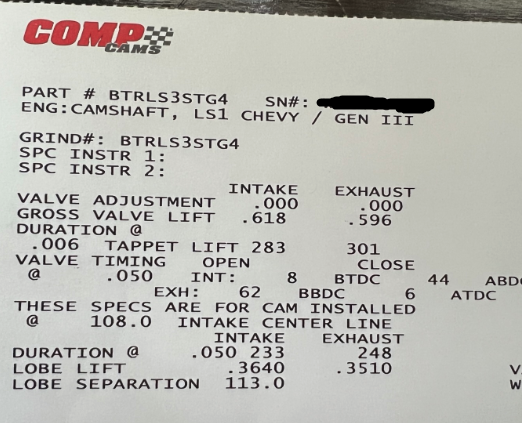 COMP
CAMS
PART # BTRLS3STG4 SN#:
ENG:CAMSHAFT, LS1 CHEVY / GEN III
GRIND#: BTRLS3STG4
SPC INSTR 1:
SPC INSTR 2:
INTAKE EXHAUST
VALVE ADJUSTMENT .000 .000
GROSS VALVE LIFT .618 .596
DURATION @
.006 TAPPET LIFT 283 301
VALVE TIMING OPEN CLOSE
@ .050 INT: 8 BTDC 44 ABD
EXH: 62 BBDC 6 ATDC
THESE SPECS ARE FOR CAM INSTALLED
@ 108.0 INTAKE CENTER LINE
INTAKE EXHAUST
DURATION @ .050 233 248
LOBE LIFT .3640 .3510
LOBE SEPARATION 113.0